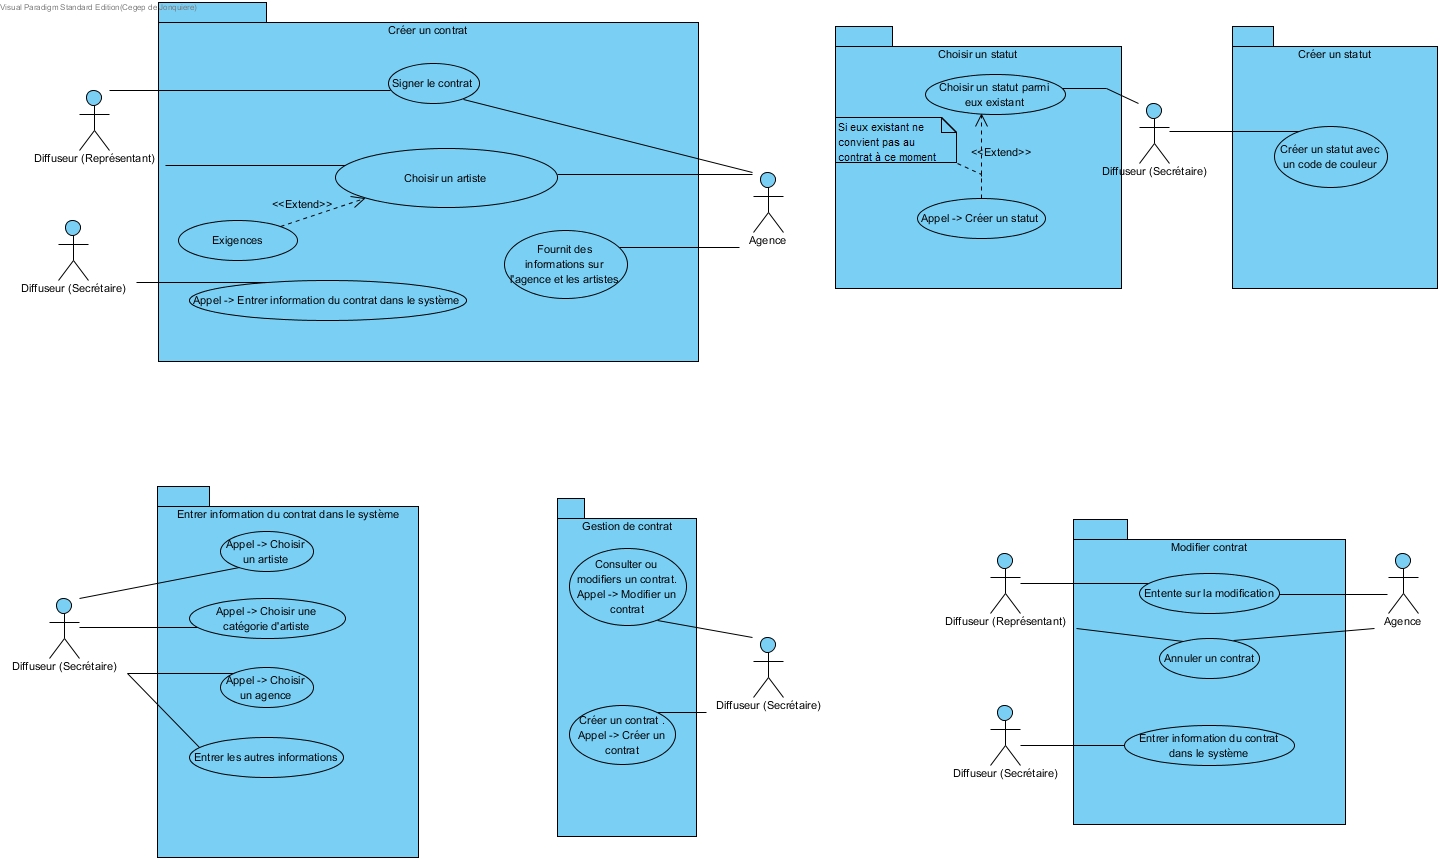 Visual Paradigm Standard Edition(Cegep de Jonquiere)
Créer un contrat
Signer le contrat
Diffuseur (Représentant)
Choisir un artiste
<<Extend>>
Exigences
Agence
Fournit des
informations sur
l'agence et les artistes
Diffuseur (Secrétaire)
Appel -> Entrer information du contrat dans le système
Choisir un statut
Choisir un statut parmi
eux existant
Si eux existant ne
convient pas au
contrat à ce moment
<<Extend>>
Appel -> Créer un statut
Diffuseur (Secrétaire)
Créer un statut
Créer un statut avec
un code de couleur
Entrer information du contrat dans le système
Appel -> Choisir
un artiste
Appel -> Choisir une
catégorie d'artiste
Diffuseur (Secrétaire)
Appel -> Choisir
un agence
Entrer les autres informations
Gestion de contrat
Consulter ou
modifiers un contrat.
Appel -> Modifier un
contrat
Diffuseur (Secrétaire)
Créer un contrat .
Appel -> Créer un
contrat
Modifier contrat
Entente sur la modification
Diffuseur (Représentant)
Agence
Annuler un contrat
Entrer information du contrat
dans le système
Diffuseur (Secrétaire)